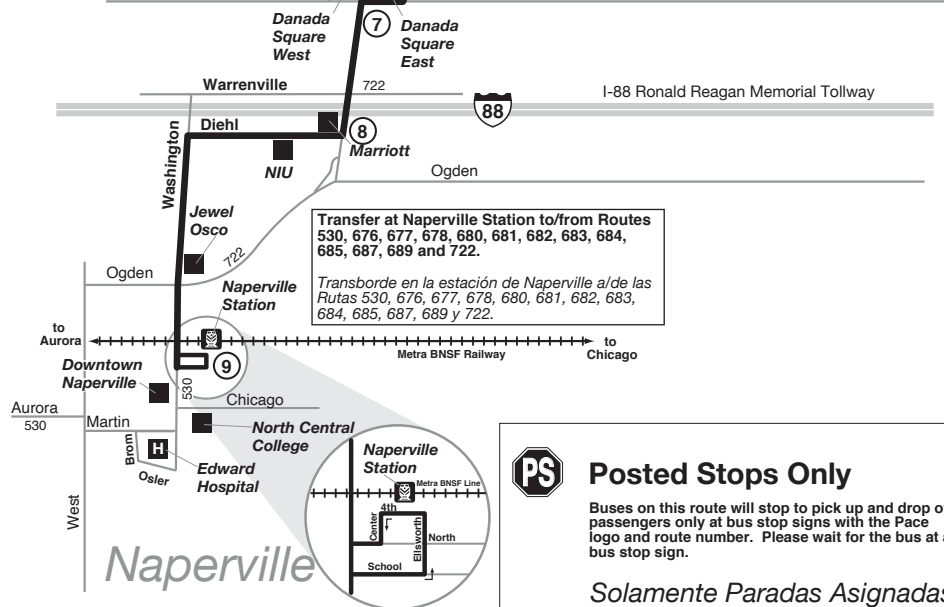 Danada
Square
West
7
Danada
Square
East
Warrenville
722
I-88 Ronald Reagan Memorial Tollway
88
Washington
Diehl
8
Marriott
NIU
Ogden
Jewel
Osco
722
Transfer at Naperville Station to/from Routes
530, 676, 677, 678, 680, 681, 682, 683, 684,
685, 687, 689 and 722.
Transborde en la estación de Naperville a/de las
Rutas 530, 676, 677, 678, 680, 681, 682, 683,
684, 685, 687, 689 y 722.
Ogden
Naperville
Station
to
Aurora
to
Chicago
Metra BNSF Railway
9
Downtown
Naperville
530
Chicago
Aurora
530
Martin
North Central
College
Brom
H
Edward
Hospital
Osler
West
Naperville
Station
Metra BNSF Line
4th
Center
Ellsworth
North
School
Naperville
PS
Posted Stops Only
Buses on this route will stop to pick up and drop o
passengers only at bus stop signs with the Pace
logo and route number. Please wait for the bus at a
bus stop sign.
Solamente Paradas Asignadas